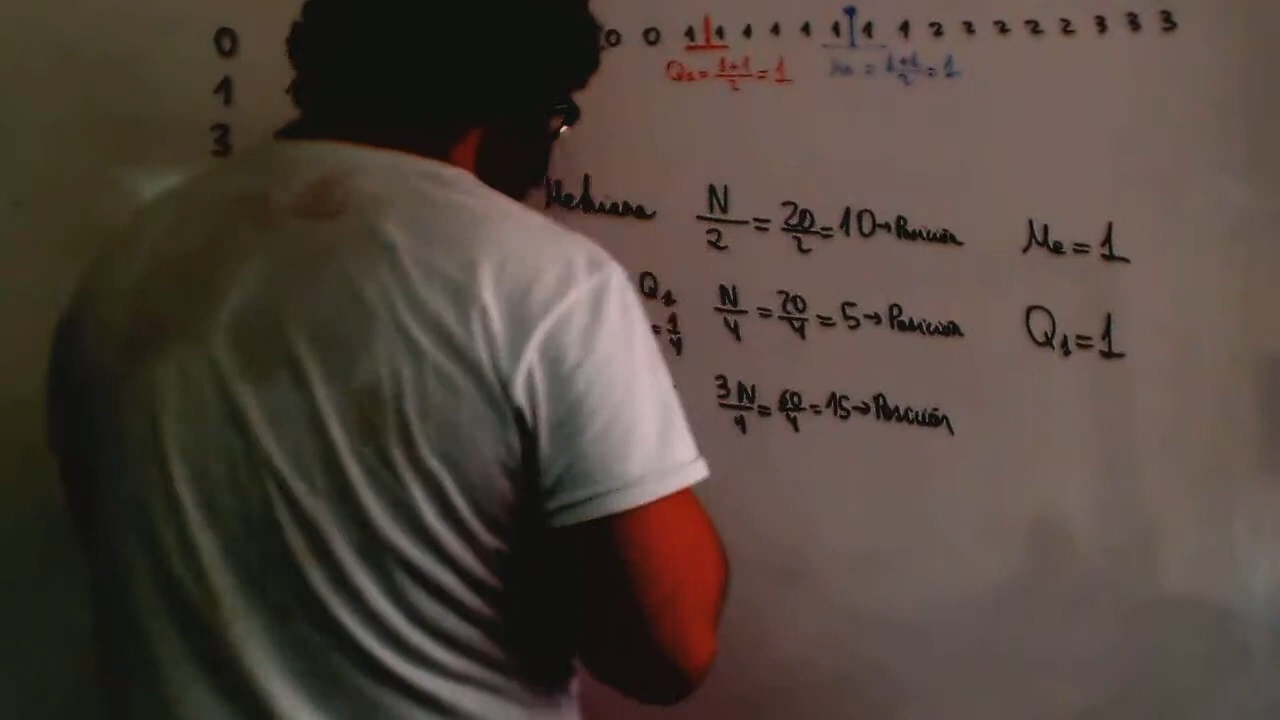 0 0 0 1 1 1 1 1 1 1 1 2 2 2 2 2 3 3 3
Q₁ = 1+1/2 = 1 Me = 1+1/2 = 1
1
3
Mediana N/2 = 20/2 = 10 → Posición Me = 1
Q₁ N/4 = 20/4 = 5 → Posición Q₁ = 1
= 1/4
3N/4 = 60/4 = 15 → Posición